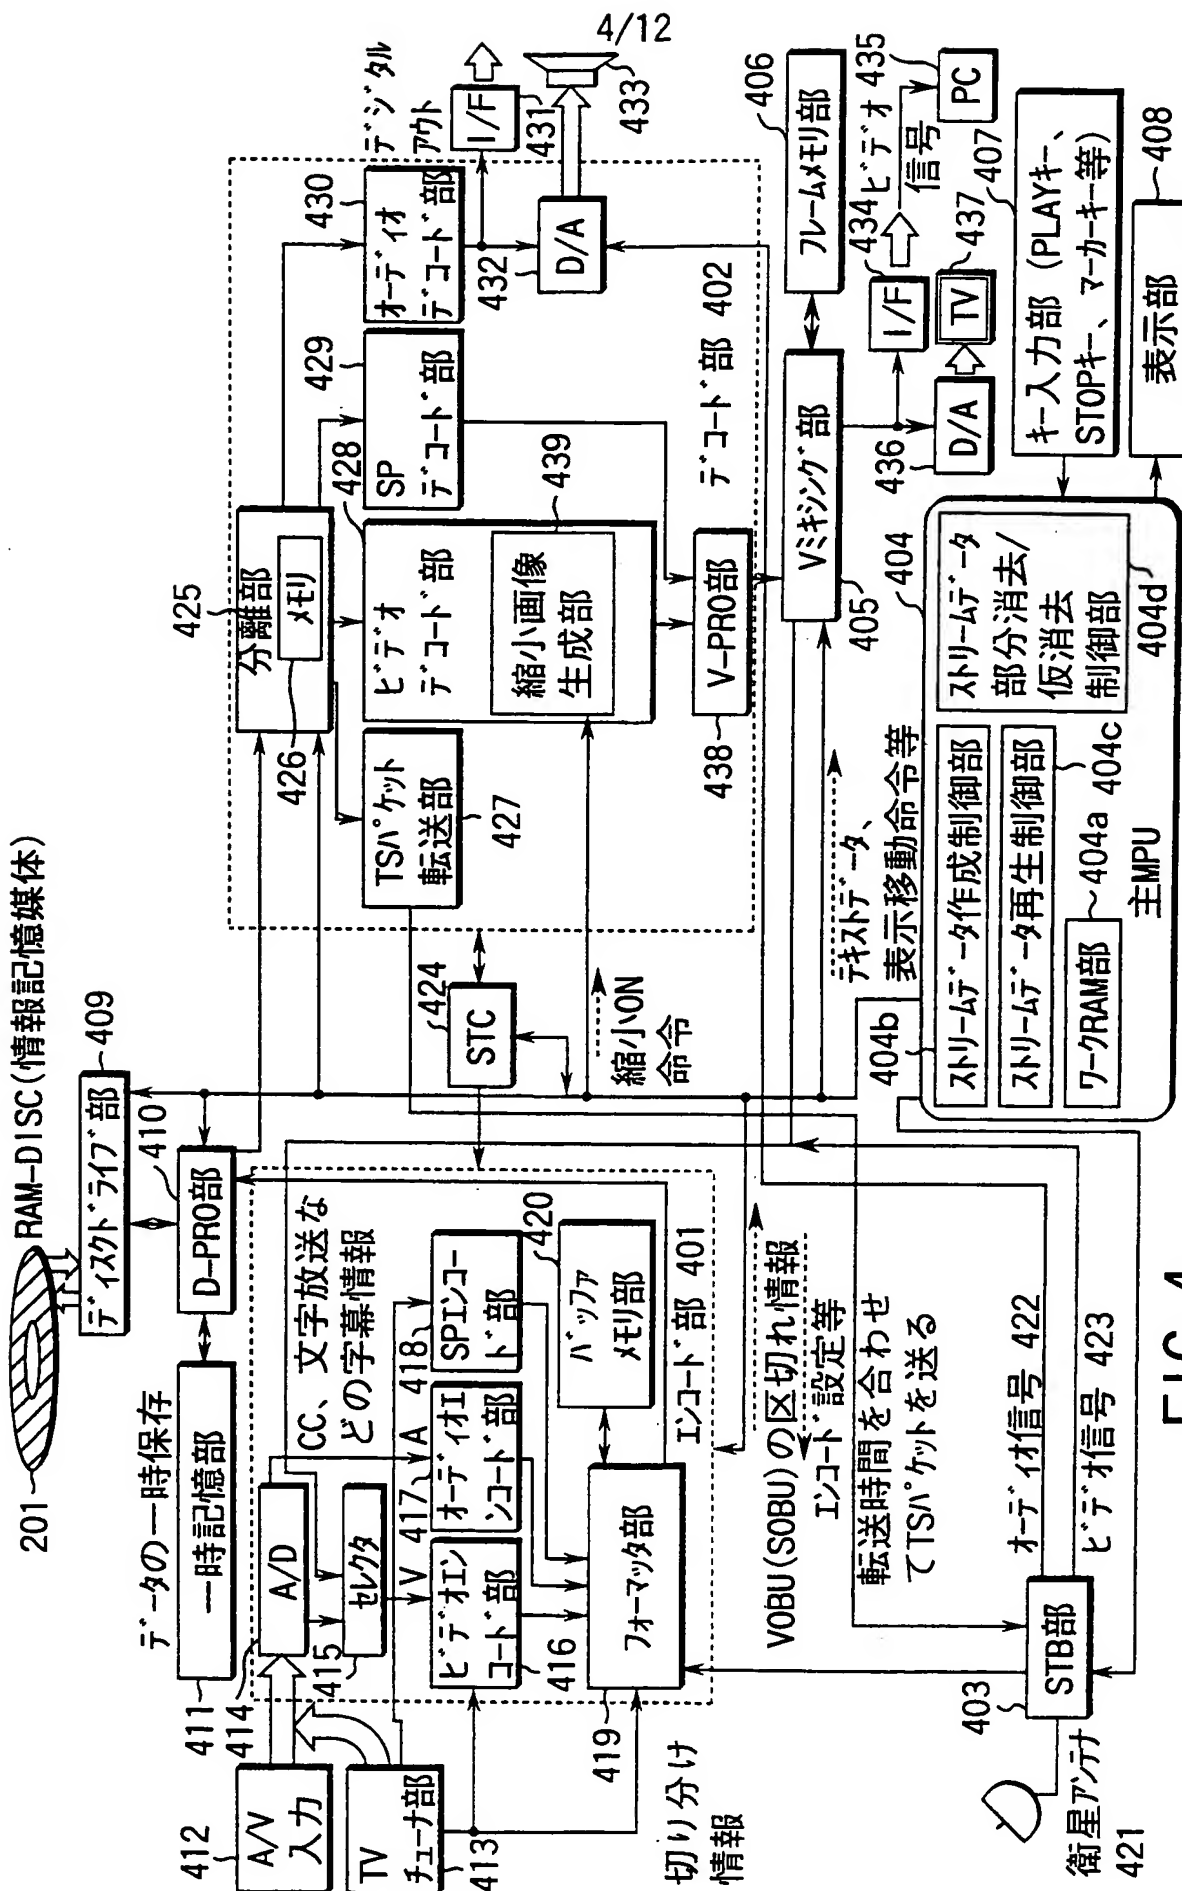 4/12
201
RAM-DISC(情報記憶媒体)
ディスクドライブ部
409
D-PRO部
410
データの一時保存
一時記憶部
411
A/V
入力
412
TV
チューナ部
413
A/D
414
セレクタ
415
V
A
CC、文字放送な
どの字幕情報
ビデオエン
コード部
416
オーディオエ
ンコード部
417
SPエンコー
ド部
418
フォーマッタ部
419
バッファ
メモリ部
420
エンコード部 401
切り分け
情報
VOBU(SOBU)の区切れ情報
エンコード設定等
転送時間を合わせ
てTSパケットを送る
STB部
403
衛星アンテナ
421
オーディオ信号 422
ビデオ信号 423
STC
424
縮小ON
命令
分離部
425
メモリ
426
TSパケット
転送部
427
ビデオ
デコード部
428
縮小画像
生成部
439
SP
デコード部
429
オーディオ
デコード部
430
デジタル
アウト
I/F
431
D/A
432
433
V-PRO部
438
デコード部 402
Vミキシング部
405
フレームメモリ部
406
I/F
434
ビデオ
信号
PC
435
D/A
436
TV
437
テキストデータ、
表示移動命令等
キー入力部 (PLAYキー、
STOPキー、マーカーキー等)
407
表示部
408
404
404b
ストリームデータ作成制御部
ストリームデータ再生制御部
404c
ワークRAM部
404a
ストリームデータ
部分消去/
仮消去
制御部
404d
主MPU
FIG. 4